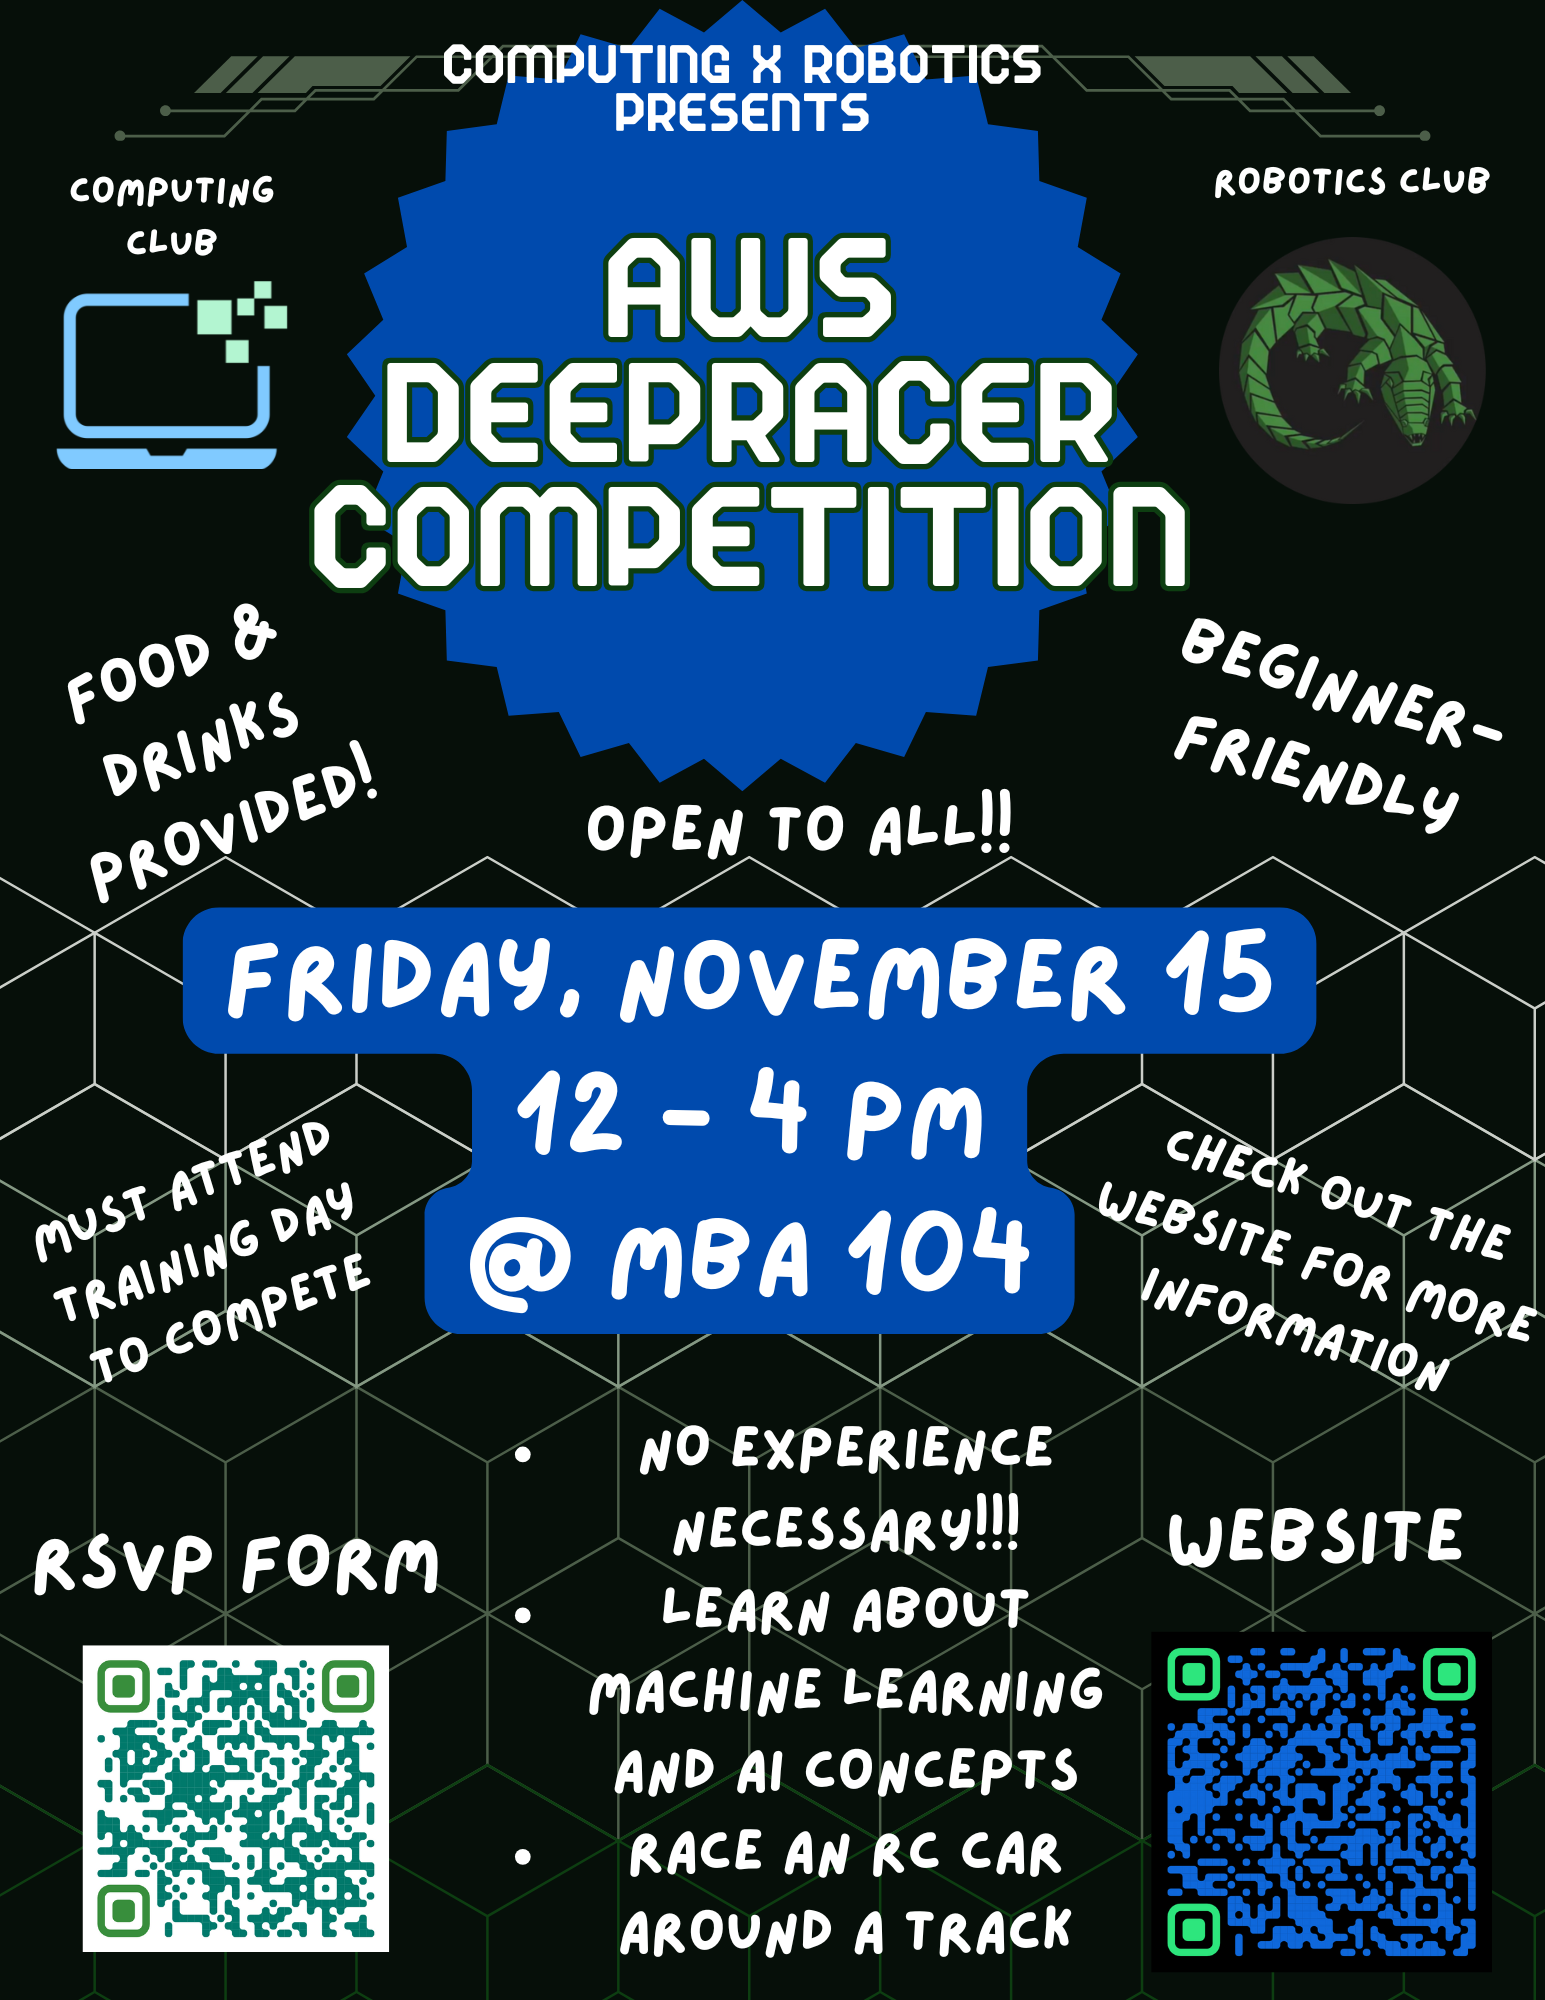 COMPUTING X ROBOTICS
PRESENTS
COMPUTING
CLUB
ROBOTICS CLUB
AWS
DEEPRACER
COMPETITION
FOOD &
DRINKS
PROVIDED!
BEGINNER-
FRIENDLY
OPEN TO ALL!!
FRIDAY, NOVEMBER 15
12 - 4 PM
@ MBA 104
MUST ATTEND
TRAINING DAY
TO COMPETE
CHECK OUT THE
WEBSITE FOR MORE
INFORMATION
• NO EXPERIENCE
NECESSARY!!!
• LEARN ABOUT
MACHINE LEARNING
AND AI CONCEPTS
• RACE AN RC CAR
AROUND A TRACK
RSVP FORM
WEBSITE